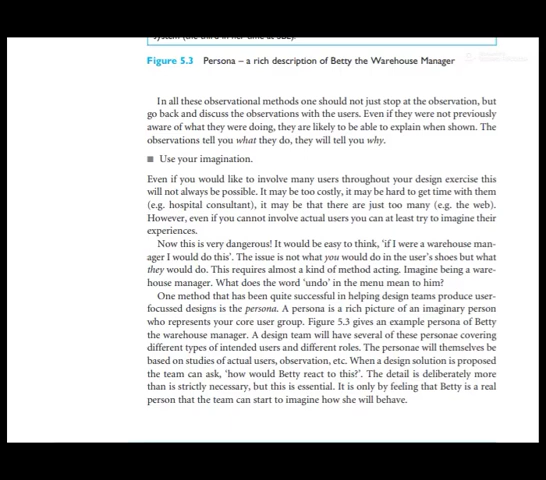 system (the third in her time at SBL).
Figure 5.3 Persona – a rich description of Betty the Warehouse Manager
In all these observational methods one should not just stop at the observation, but
go back and discuss the observations with the users. Even if they were not previously
aware of what they were doing, they are likely to be able to explain when shown. The
observations tell you what they do, they will tell you why.
■ Use your imagination.
Even if you would like to involve many users throughout your design exercise this
will not always be possible. It may be too costly, it may be hard to get time with them
(e.g. hospital consultant), it may be that there are just too many (e.g. the web).
However, even if you cannot involve actual users you can at least try to imagine their
experiences.
Now this is very dangerous! It would be easy to think, ‘if I were a warehouse man-
ager I would do this’. The issue is not what you would do in the user’s shoes but what
they would do. This requires almost a kind of method acting. Imagine being a ware-
house manager. What does the word ‘undo’ in the menu mean to him?
One method that has been quite successful in helping design teams produce user-
focussed designs is the persona. A persona is a rich picture of an imaginary person
who represents your core user group. Figure 5.3 gives an example persona of Betty
the warehouse manager. A design team will have several of these personae covering
different types of intended users and different roles. The personae will themselves be
based on studies of actual users, observation, etc. When a design solution is proposed
the team can ask, ‘how would Betty react to this?’. The detail is deliberately more
than is strictly necessary, but this is essential. It is only by feeling that Betty is a real
person that the team can start to imagine how she will behave.